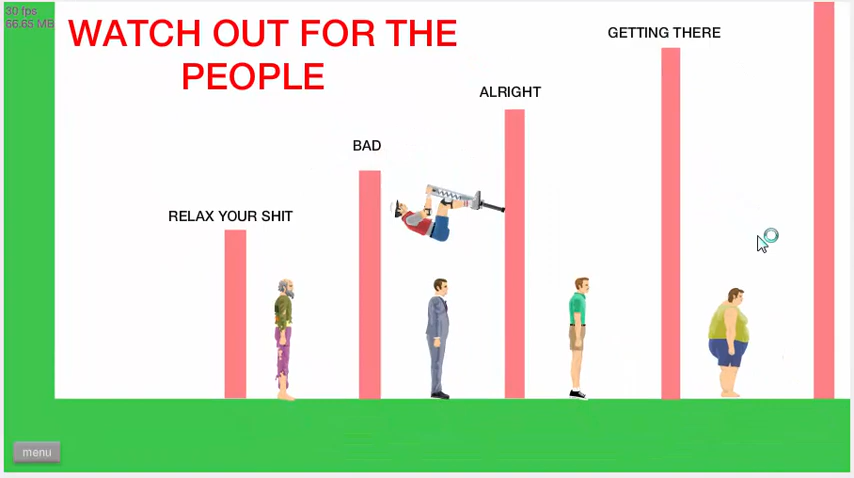 30 fps
66.65 MB
WATCH OUT FOR THE
PEOPLE
GETTING THERE
ALRIGHT
BAD
RELAX YOUR SHIT
menu